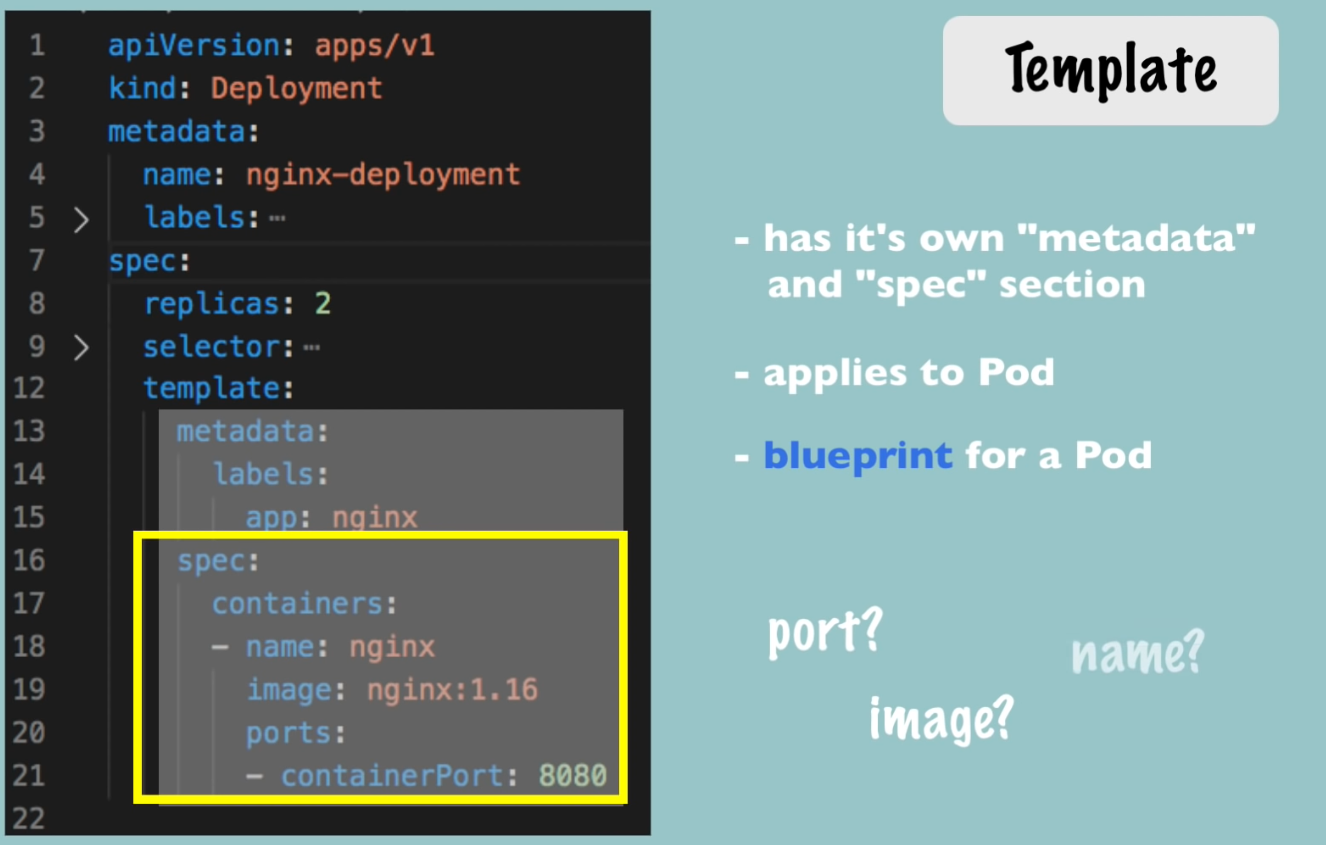 1 apiVersion: apps/v1
2 kind: Deployment
3 metadata:
4 name: nginx-deployment
5 > labels: ⋯
7 spec:
8 replicas: 2
9 > selector: ⋯
12 template:
13 metadata:
14 labels:
15 app: nginx
16 spec:
17 containers:
18 - name: nginx
19 image: nginx:1.16
20 ports:
21 - containerPort: 8080
22
Template
- has it's own "metadata"
and "spec" section
- applies to Pod
- blueprint for a Pod
port?
name?
image?